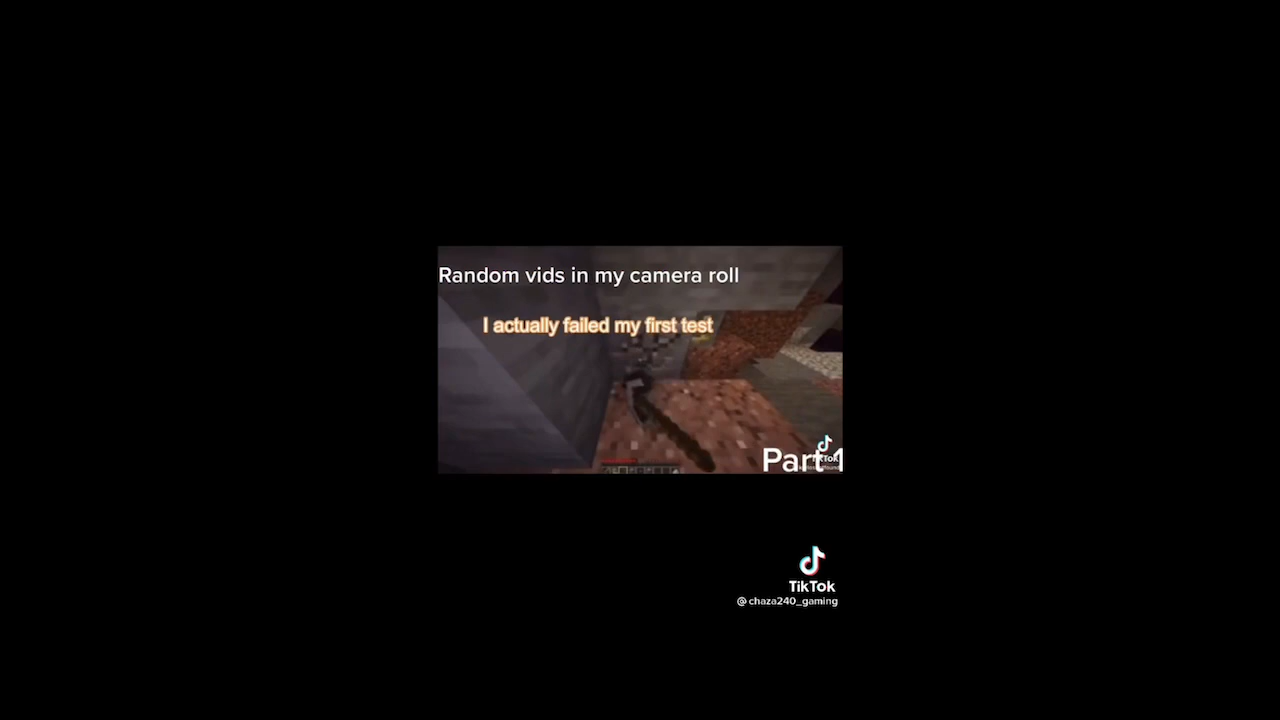 Random vids in my camera roll
I actually failed my first test
Part 1
TikTok
TikTok
@chaza240_gaming